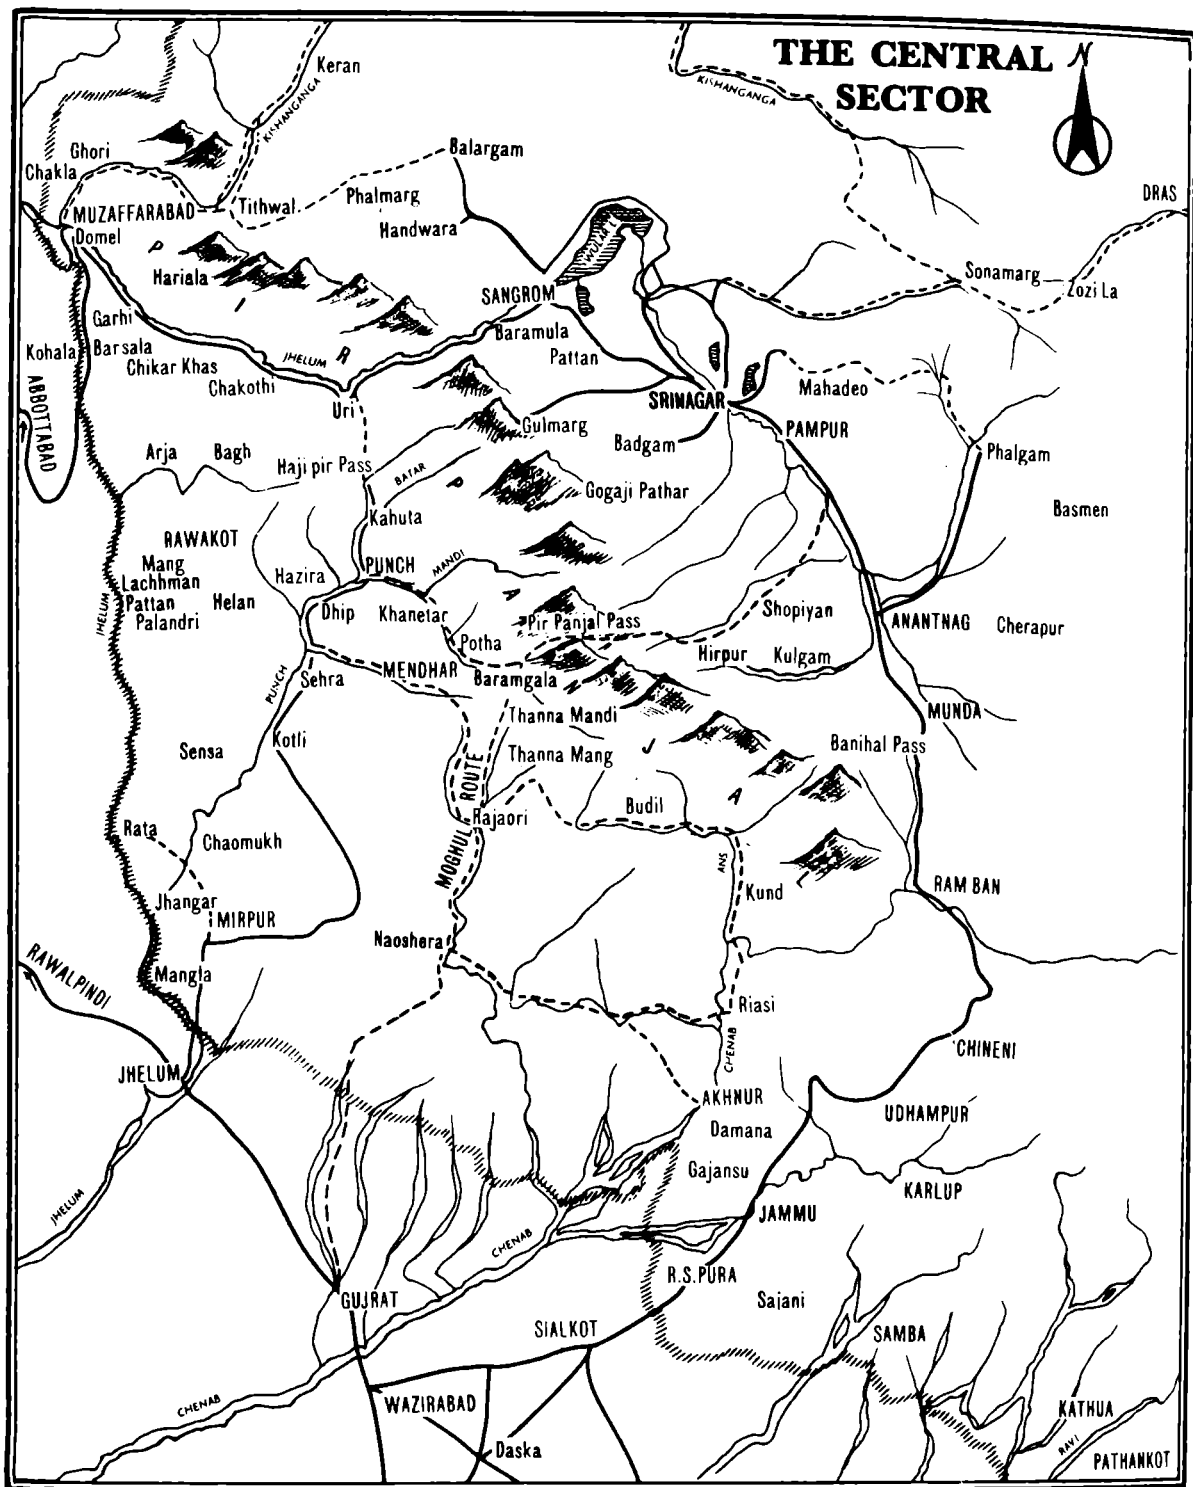 THE CENTRAL
SECTOR
N
Keran
KISHANGANGA
KISHANGANGA
Ghori
Chakla
Balargam
DRAS
MUZAFFARABAD
Tithwal
Phalmarg
Domel
Handwara
WULAR L
P
Hariala
I
SANGROM
Sonamarg
Zozi La
Garhi
Baramula
Kohala
Barsala
JHELUM
R
Pattan
Chikar Khas
Chakothi
Uri
SRINAGAR
Mahadeo
ABBOTTABAD
Gulmarg
PAMPUR
Badgam
Arja
Bagh
Haji pir Pass
BATAR
Phalgam
P
Gogaji Pathar
Kahuta
Basmen
RAWAKOT
Mang
PUNCH
MANDI
Lachhman
Hazira
JHELUM
Pattan
Helan
Dhip
Khanetar
A
Shopiyan
Palandri
Pir Panjal Pass
ANANTNAG
Cherapur
Potha
Hirpur
Kulgam
MENDHAR
PUNCH
Sehra
Baramgala
N
Thanna Mandi
MUNDA
Kotli
Sensa
Thanna Mang
J
Banihal Pass
MOGHUL ROUTE
Rajaori
Budil
A
Rata
Chaomukh
ANS
Kund
RAM BAN
Jhangar
MIRPUR
Naoshera
RAWALPINDI
Mangla
Riasi
CHENAB
CHINENI
JHELUM
AKHNUR
UDHAMPUR
Damana
Gajansu
KARLUP
JHELUM
JAMMU
CHENAB
R.S.PURA
GUJRAT
Sajani
SIALKOT
SAMBA
CHENAB
WAZIRABAD
KATHUA
Daska
RAVI
PATHANKOT